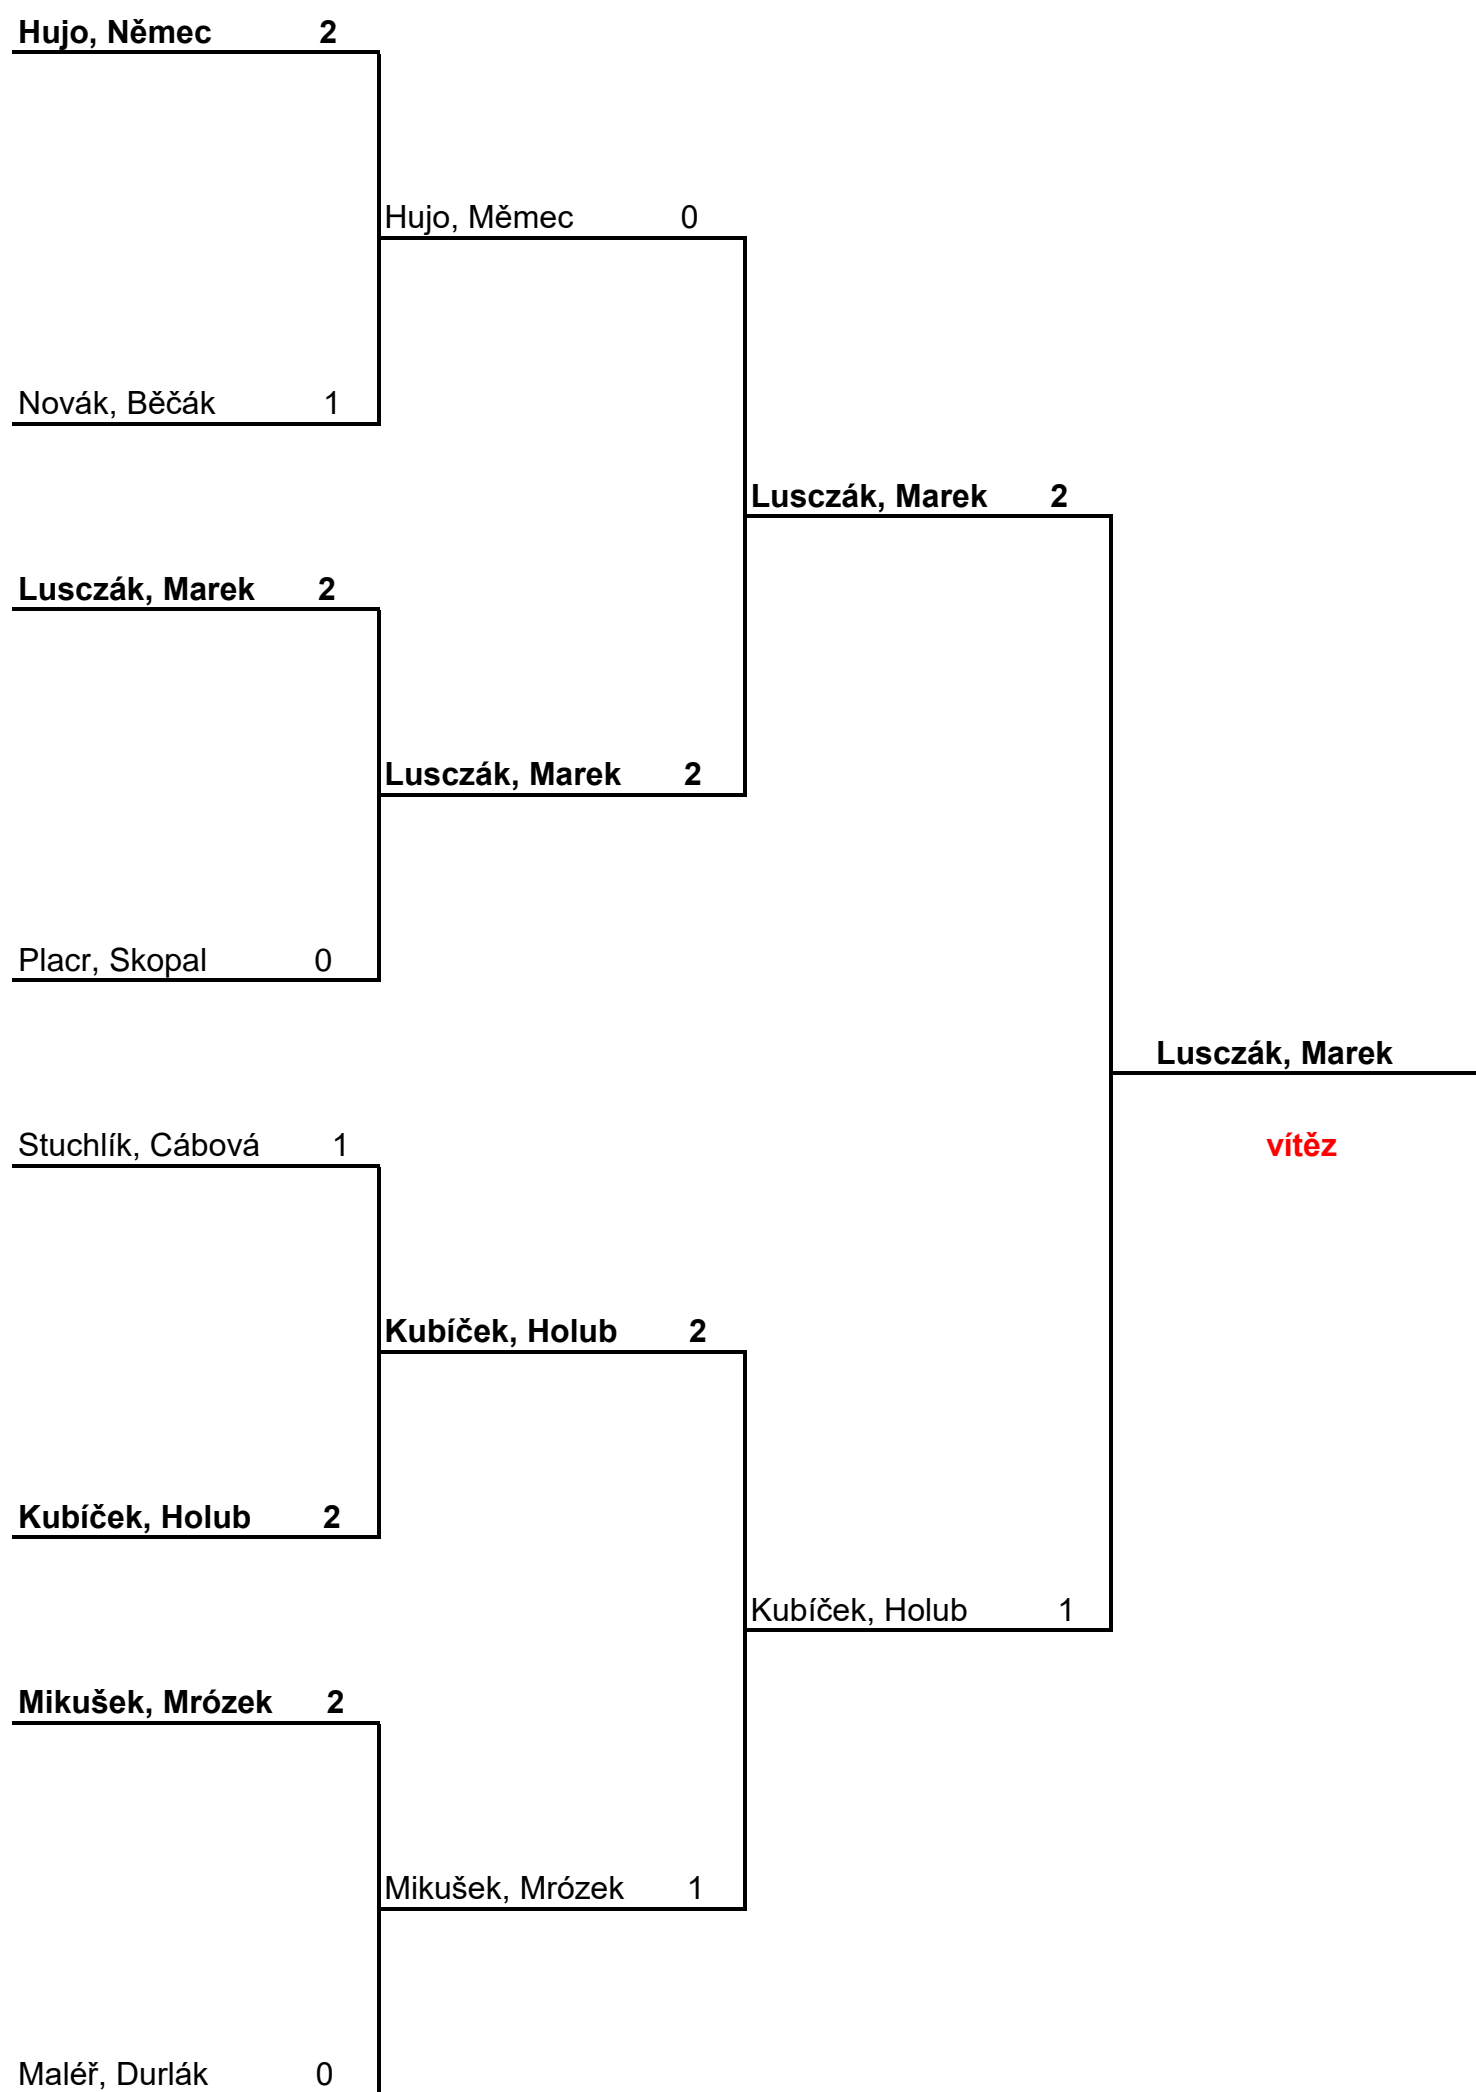 Hujo, Němec 2
Hujo, Měmec 0
Novák, Běčák 1
Lusczák, Marek 2
Lusczák, Marek 2
Lusczák, Marek 2
Placr, Skopal 0
Lusczák, Marek
Stuchlík, Cábová 1
vítěz
Kubíček, Holub 2
Kubíček, Holub 2
Kubíček, Holub 1
Mikušek, Mrózek 2
Mikušek, Mrózek 1
Maléř, Durlák 0